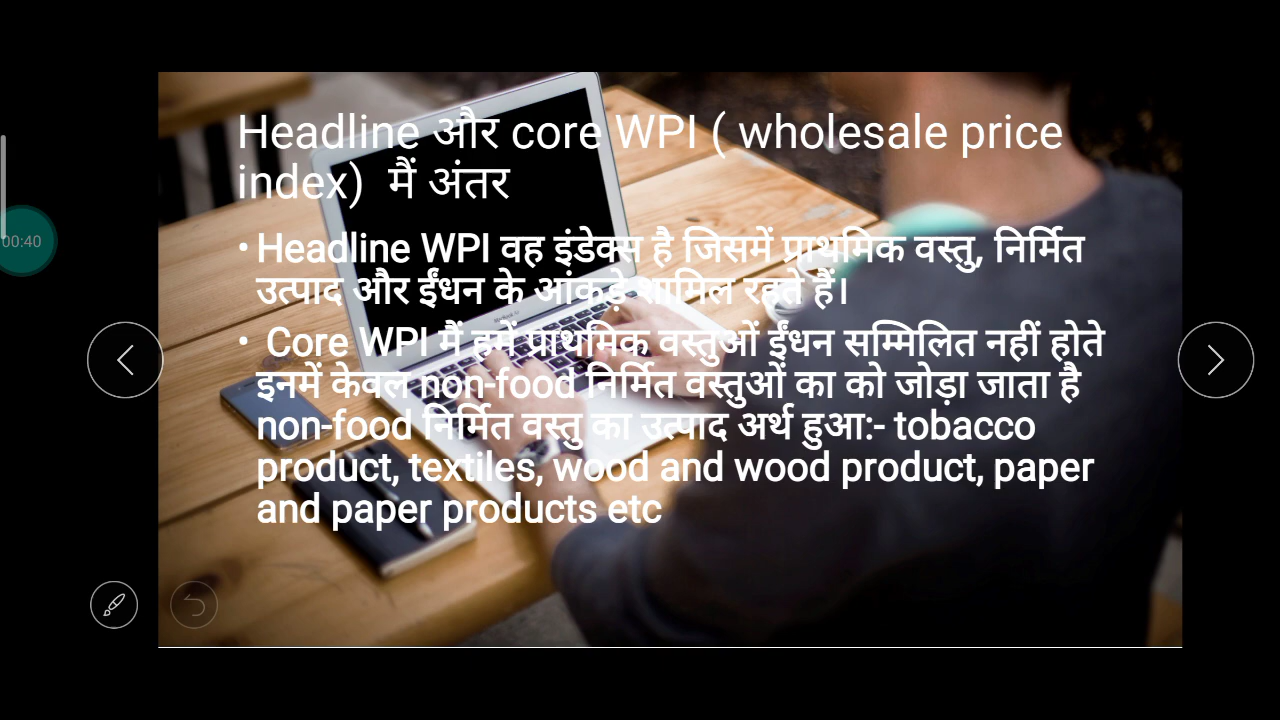 Headline और core WPI ( wholesale price
index) मैं अंतर
• Headline WPI वह इंडेक्स है जिसमें प्राथमिक वस्तु, निर्मित
उत्पाद और ईंधन के आंकड़े शामिल रहते हैं।
• Core WPI मैं हमें प्राथमिक वस्तुओं ईंधन सम्मिलित नहीं होते
इनमें केवल non-food निर्मित वस्तुओं का को जोड़ा जाता है
non-food निर्मित वस्तु का उत्पाद अर्थ हुआ:- tobacco
product, textiles, wood and wood product, paper
and paper products etc
00:40